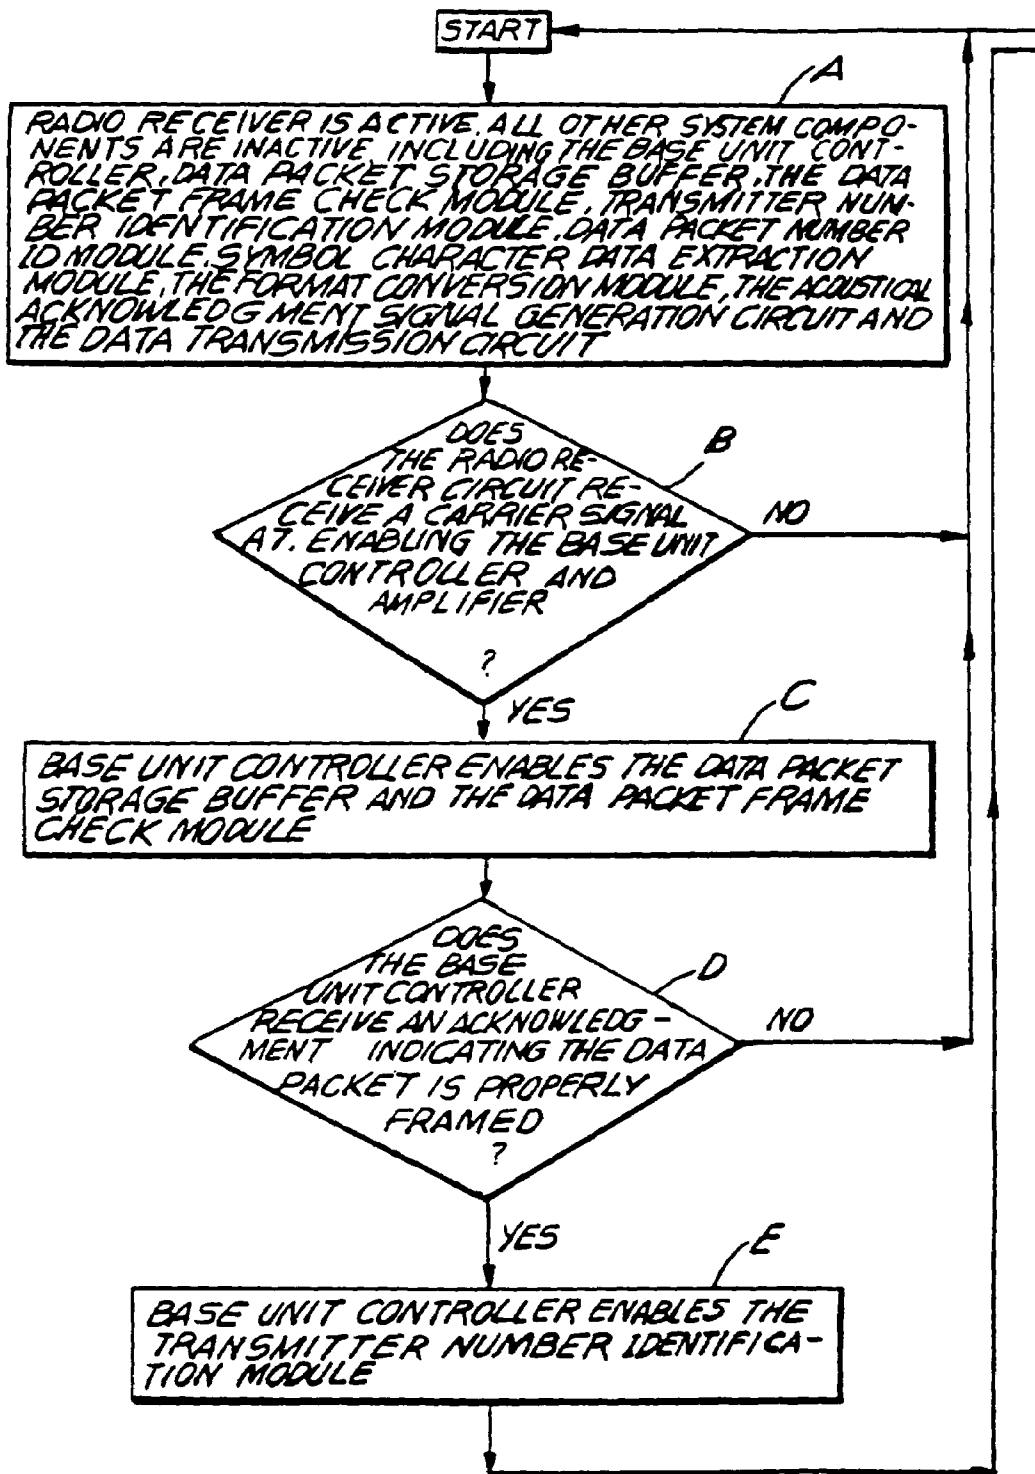 START
A
RADIO RECEIVER IS ACTIVE. ALL OTHER SYSTEM COMPO-
NENTS ARE INACTIVE INCLUDING THE BASE UNIT CONT-
ROLLER, DATA PACKET STORAGE BUFFER, THE DATA
PACKET FRAME CHECK MODULE, TRANSMITTER NUM-
BER IDENTIFICATION MODULE, DATA PACKET NUMBER
ID MODULE, SYMBOL CHARACTER DATA EXTRACTION
MODULE, THE FORMAT CONVERSION MODULE, THE ACOUSTICAL
ACKNOWLEDG MENT SIGNAL GENERATION CIRCUIT AND
THE DATA TRANSMISSION CIRCUIT
B
DOES
THE RADIO RE-
CEIVER CIRCUIT RE-
CEIVE A CARRIER SIGNAL
A7. ENABLING THE BASE UNIT
CONTROLLER AND
AMPLIFIER
?
NO
YES
C
BASE UNIT CONTROLLER ENABLES THE DATA PACKET
STORAGE BUFFER AND THE DATA PACKET FRAME
CHECK MODULE
D
DOES
THE BASE
UNIT CONTROLLER
RECEIVE AN ACKNOWLEDG-
MENT INDICATING THE DATA
PACKET IS PROPERLY
FRAMED
?
NO
YES
E
BASE UNIT CONTROLLER ENABLES THE
TRANSMITTER NUMBER IDENTIFICA-
TION MODULE